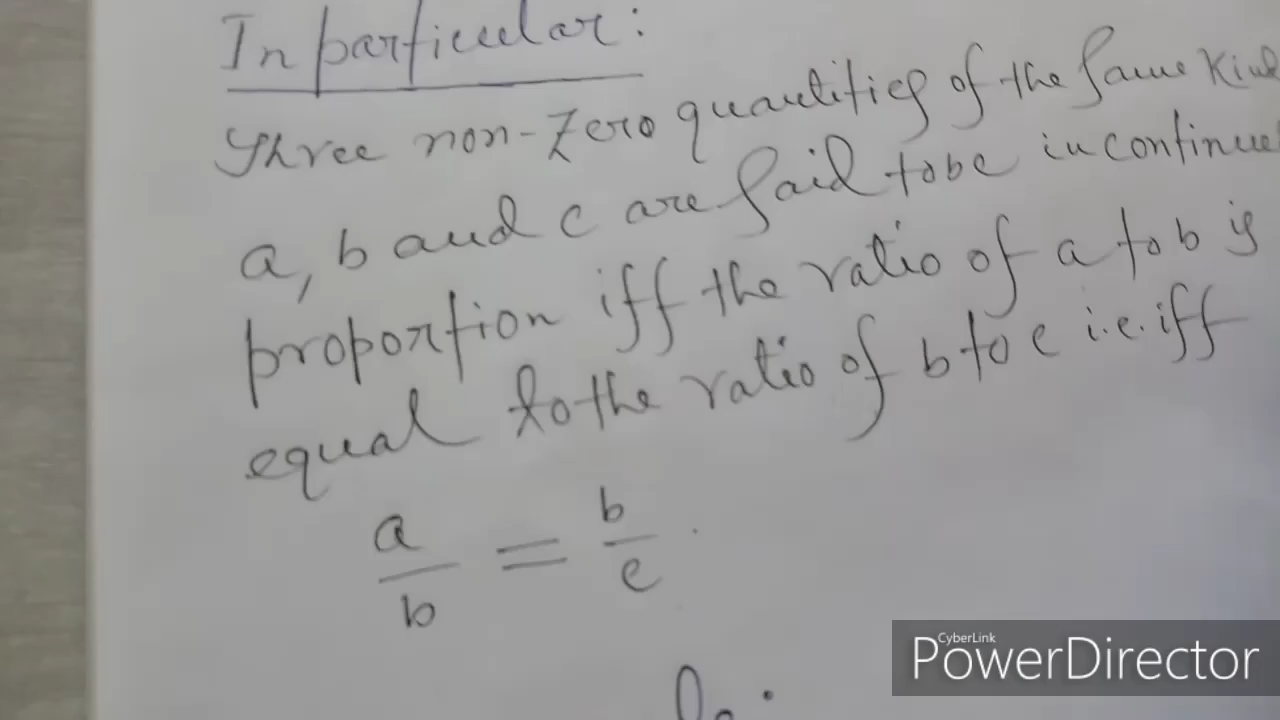 In particular:
Three non-zero quantities of the same kind
a, b and c are said to be in continue
proportion iff the ratio of a to b is
equal to the ratio of b to c i.e. iff
a/b = b/c .
CyberLink
PowerDirector